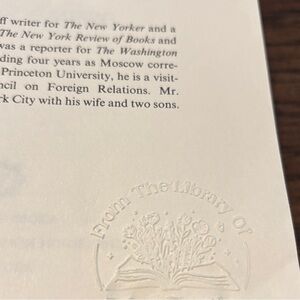 ff writer for The New Yorker and a
The New York Review of Books and
was a reporter for The Washington
ding four years as Moscow corre-
Princeton University, he is a visit-
ncil on Foreign Relations. Mr.
rk City with his wife and two sons.
From The Library Of